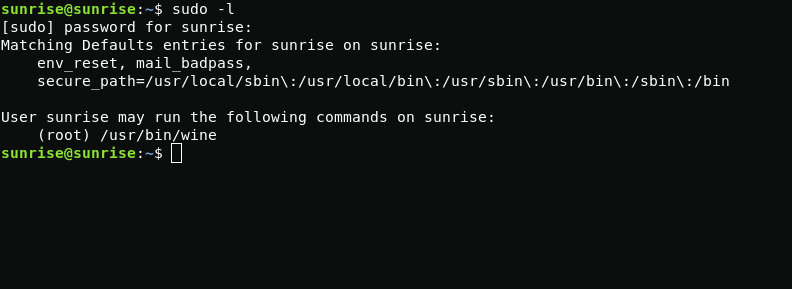 sunrise@sunrise:~$ sudo -l
[sudo] password for sunrise:
Matching Defaults entries for sunrise on sunrise:
    env_reset, mail_badpass,
    secure_path=/usr/local/sbin\:/usr/local/bin\:/usr/sbin\:/usr/bin\:/sbin\:/bin

User sunrise may run the following commands on sunrise:
    (root) /usr/bin/wine
sunrise@sunrise:~$